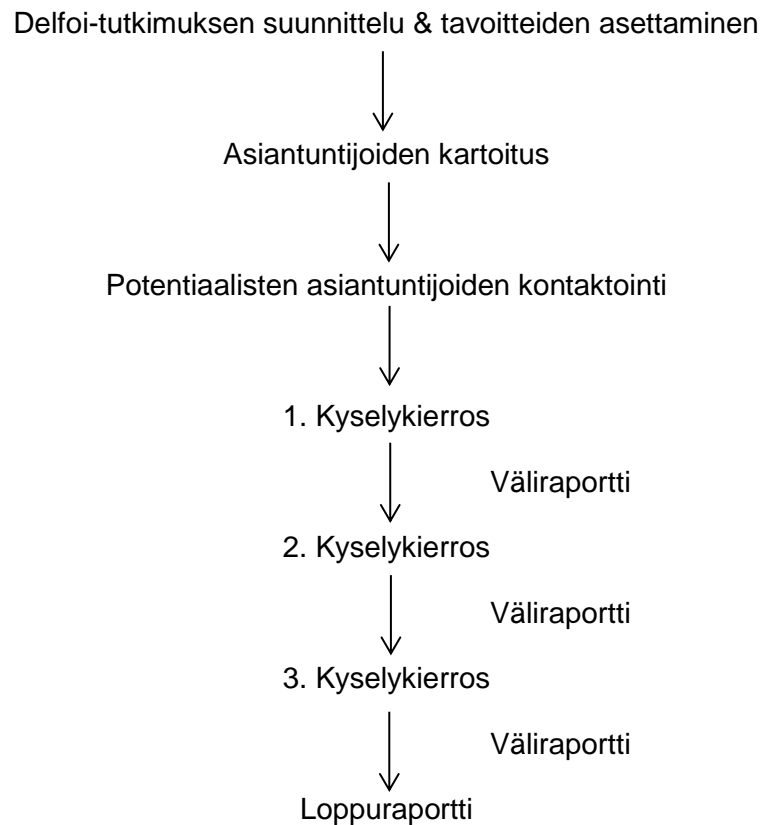 Delfoi-tutkimuksen suunnittelu & tavoitteiden asettaminen
Asiantuntijoiden kartoitus
Potentiaalisten asiantuntijoiden kontaktointi
1. Kyselykierros
Väliraportti
2. Kyselykierros
Väliraportti
3. Kyselykierros
Väliraportti
Loppuraportti